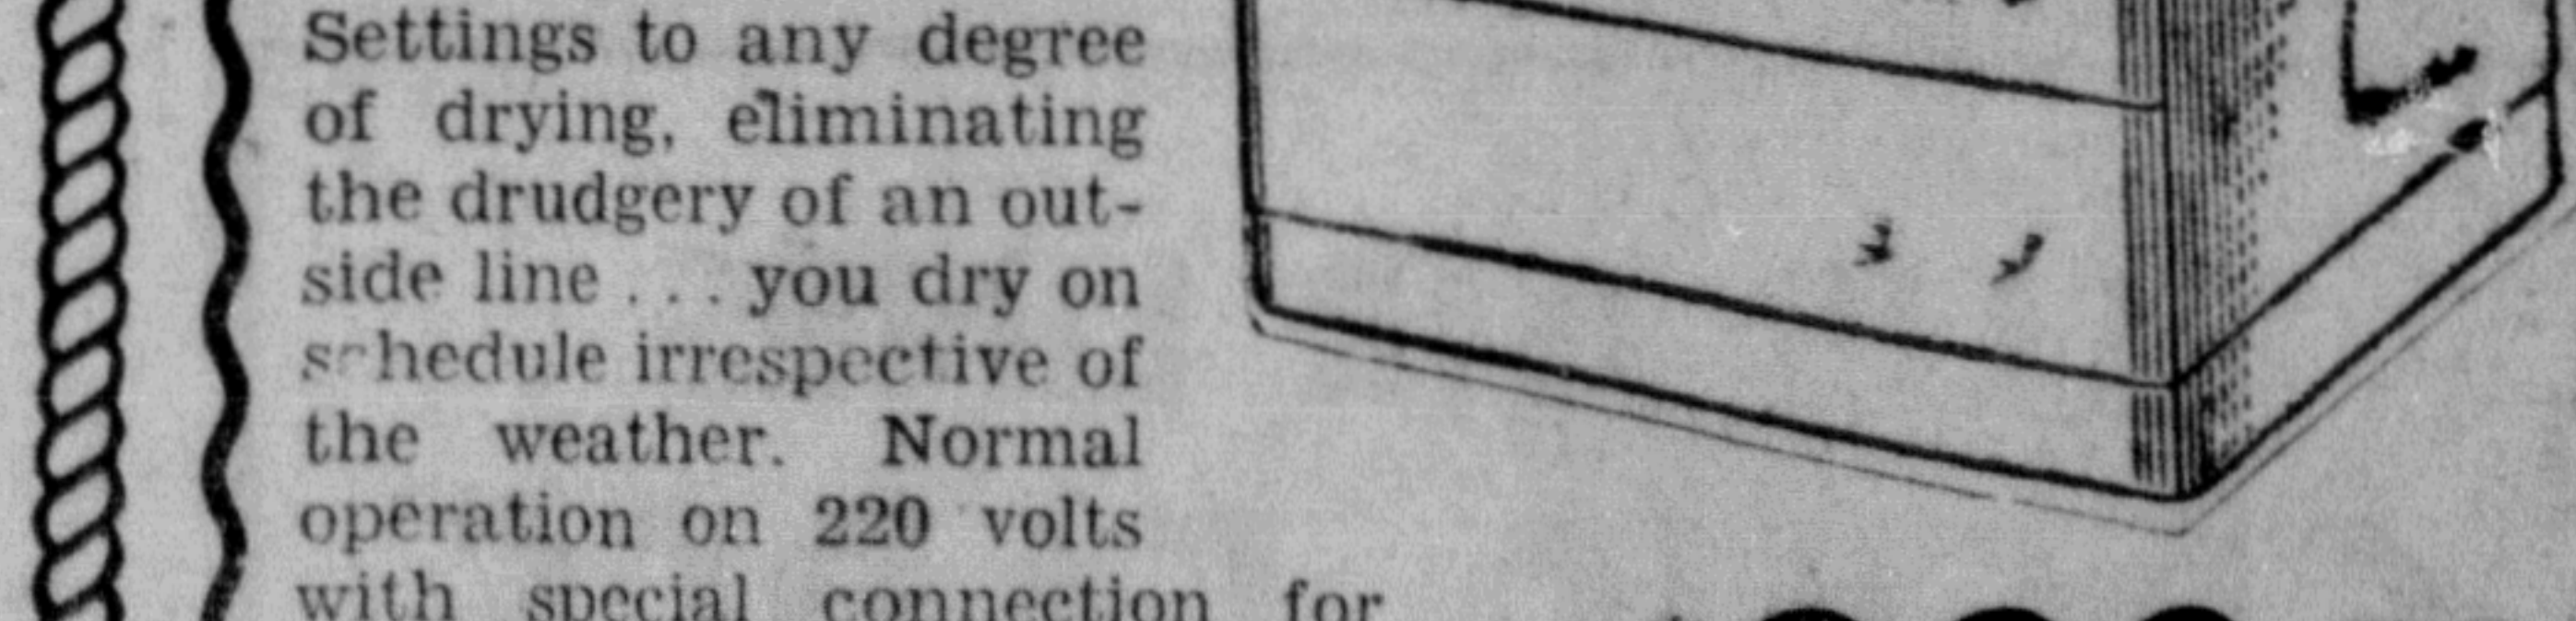 Settings to any degree
of drying, eliminating
the drudgery of an out-
side line . . . you dry on
schedule irrespective of
the weather. Normal
operation on 220 volts
with special connection for